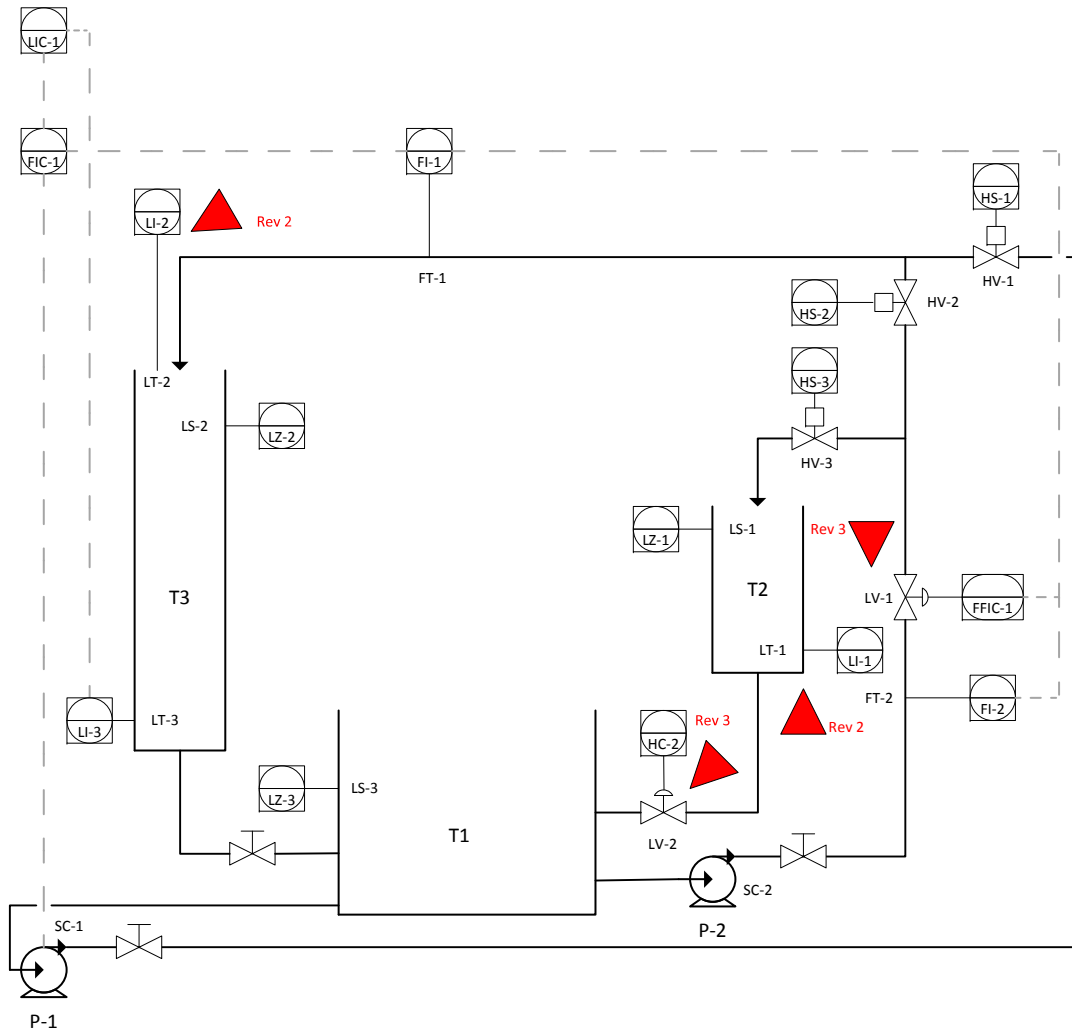 LIC-1
FIC-1
FI-1
HS-1
LI-2
Rev 2
FT-1
HV-1
HS-2
HV-2
LT-2
HS-3
LS-2
LZ-2
HV-3
LZ-1
LS-1
Rev 3
T3
T2
LV-1
FFIC-1
LT-1
LI-1
FT-2
FI-2
LI-3
LT-3
Rev 3
Rev 2
HC-2
LZ-3
LS-3
T1
LV-2
SC-2
P-2
SC-1
P-1